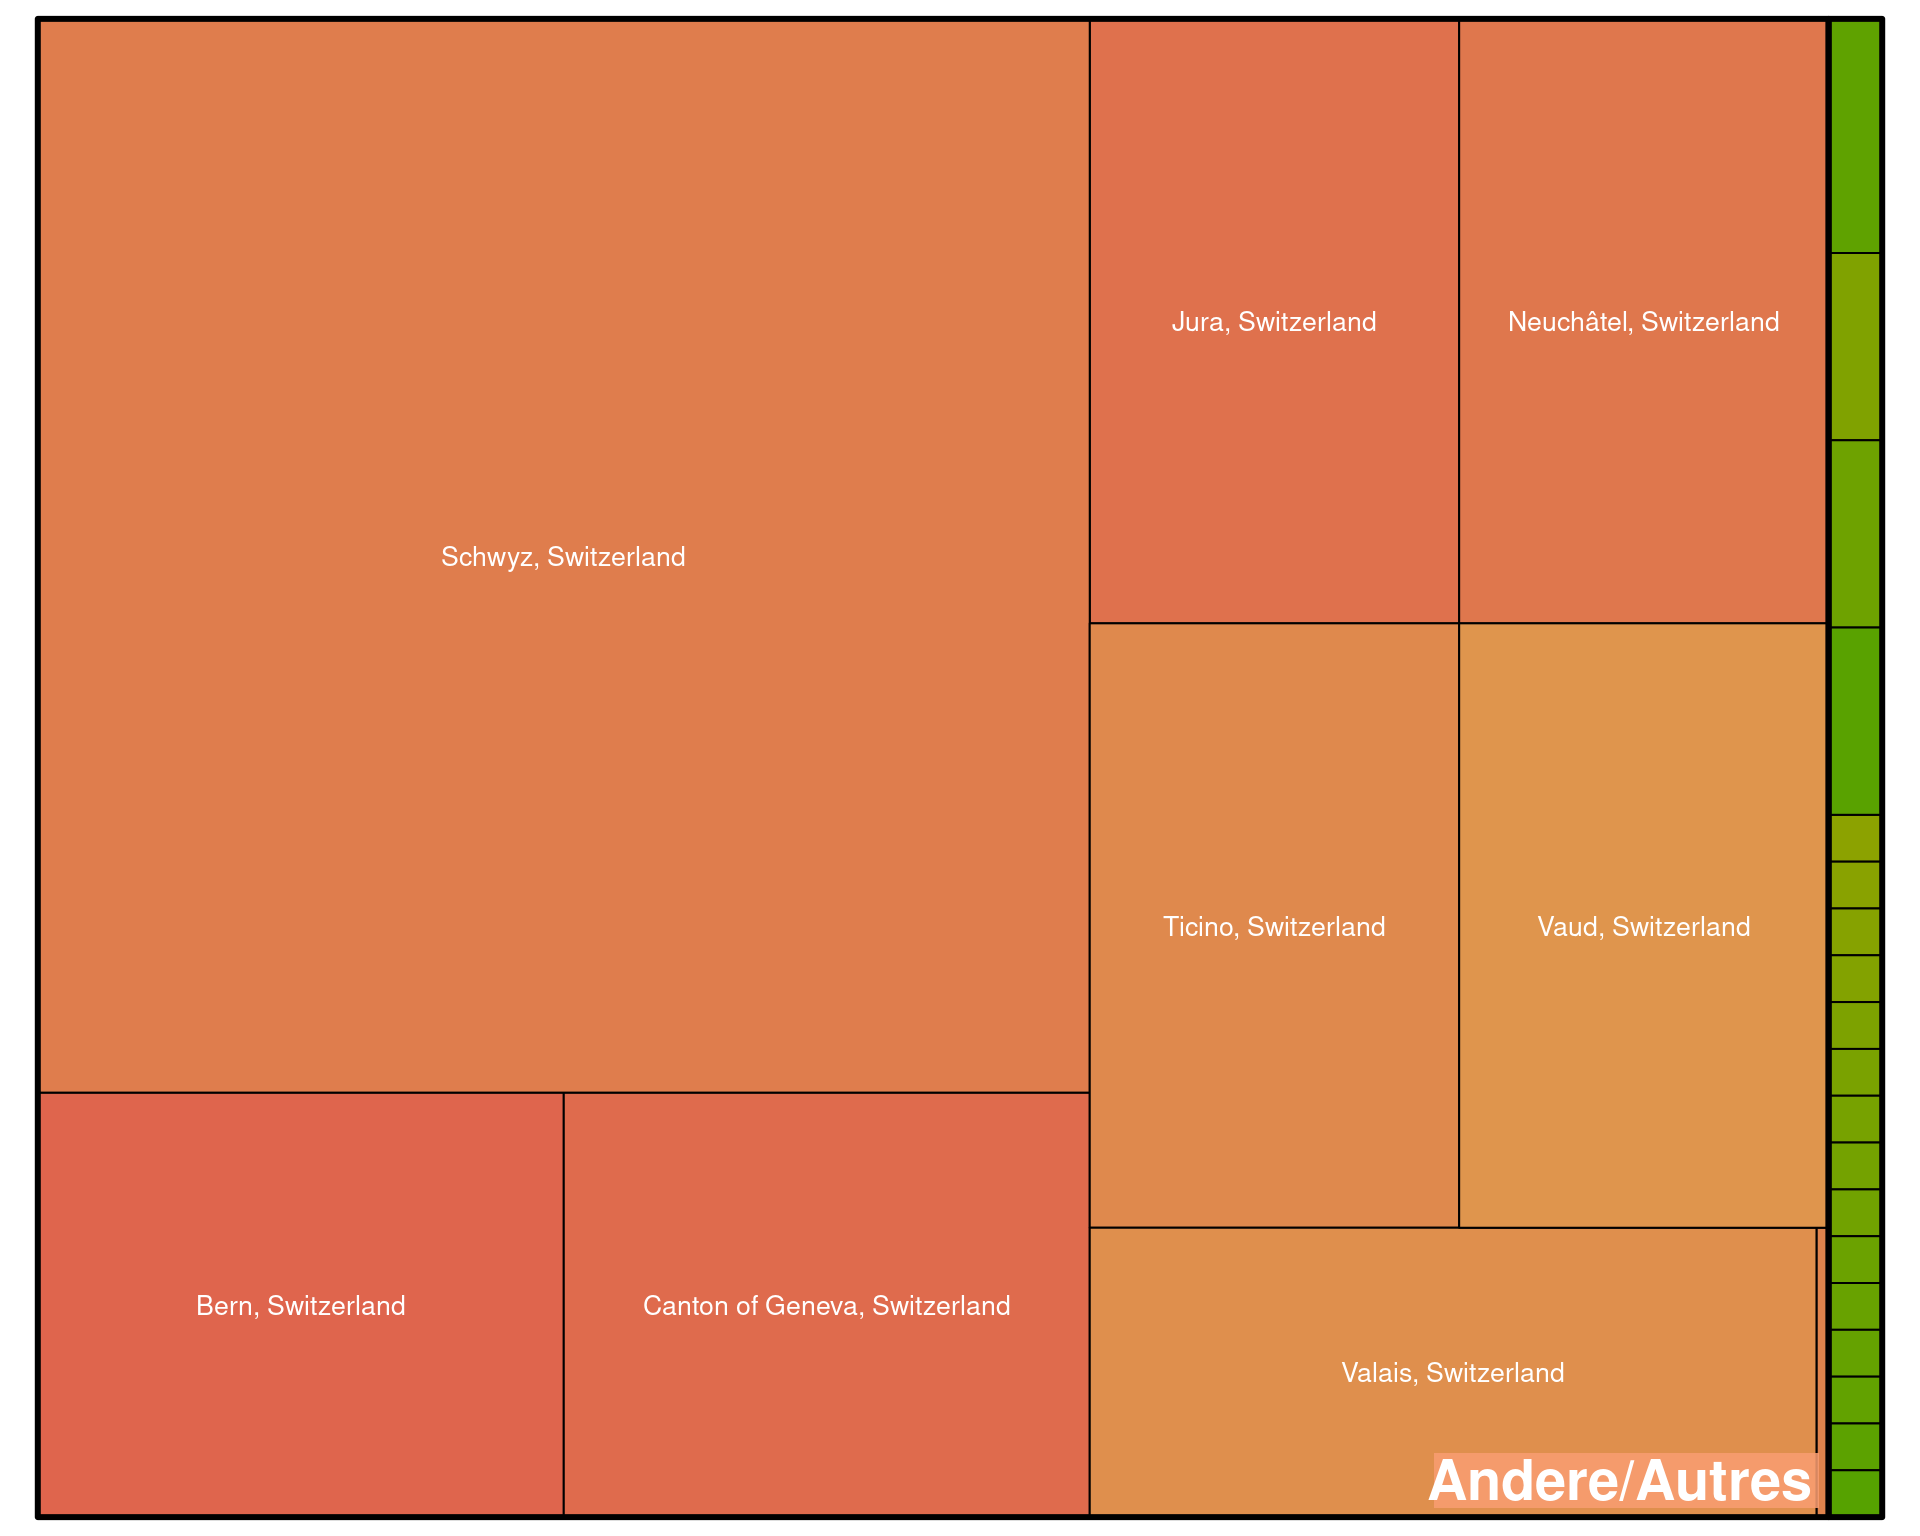 Jura, Switzerland
Neuchâtel, Switzerland
Schwyz, Switzerland
Ticino, Switzerland
Vaud, Switzerland
Bern, Switzerland
Canton of Geneva, Switzerland
Valais, Switzerland
Andere/Autres